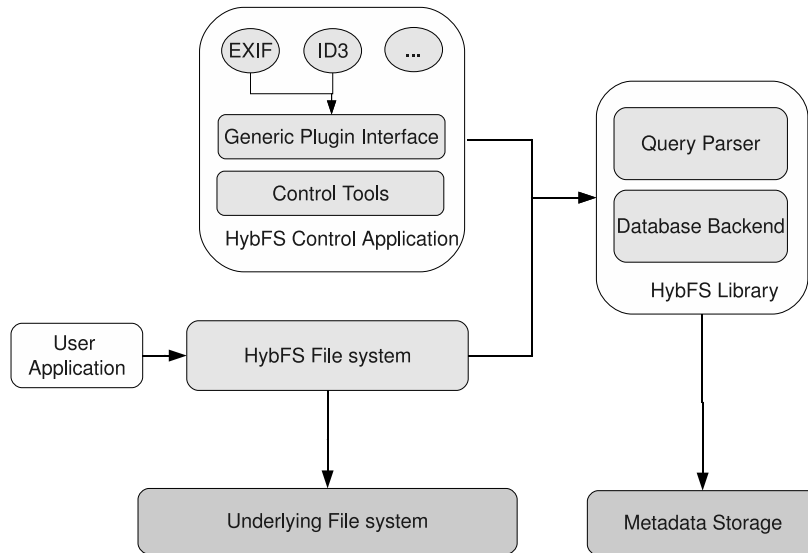 EXIF
ID3
...
Generic Plugin Interface
Control Tools
HybFS Control Application
Query Parser
Database Backend
HybFS Library
User
Application
HybFS File system
Underlying File system
Metadata Storage